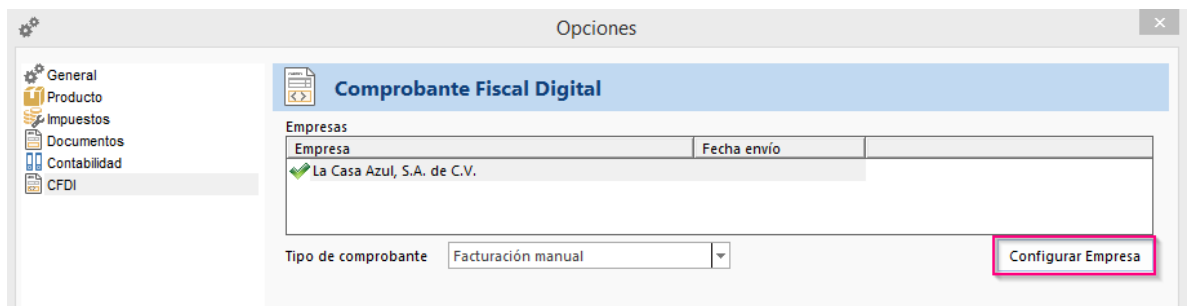 Opciones
General
Producto
Impuestos
Documentos
Contabilidad
CFDI
Comprobante Fiscal Digital
Empresas
Empresa Fecha envío
La Casa Azul, S.A. de C.V.
Tipo de comprobante Facturación manual Configurar Empresa